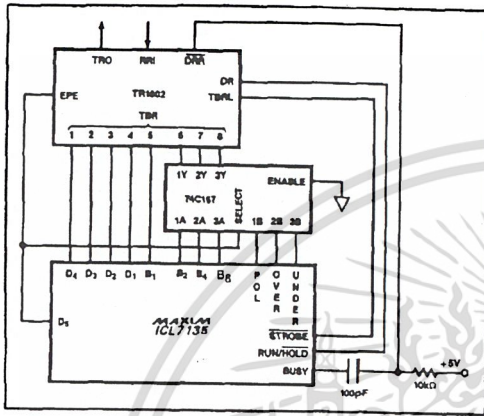 TRO RRI DRR
DR
EPE TR1602 TBRL
TBR
1 2 3 4 5 6 7 8
1Y 2Y 3Y
ENABLE
74C157
SELECT
1A 2A 3A 1B 2B 3B
D4 D3 D2 D1 B1 B2 B4 B8 POL OVER UNDER
D5
MAXIM
ICL7135
STROBE
RUN/HOLD
BUSY
100pF 10kΩ +5V